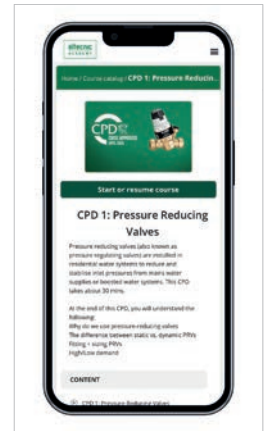 altecnic
ACADEMY
Home / Course catalog / CPD 1: Pressure Reducin...
CPD
Start or resume course
CPD 1: Pressure Reducing
Valves
Pressure reducing valves (also known as
pressure regulating valves) are installed in
residential water systems to reduce and
stabilise inlet pressures from mains water
supplies or boosted water systems. This CPD
takes about 30 mins.
At the end of this CPD, you will understand the
following:
Why do we use pressure reducing valves
The difference between static vs. dynamic PRVs
Fitting + sizing PRVs
High/Low demand
CONTENT
CPD 1: Pressure Reducing Valves